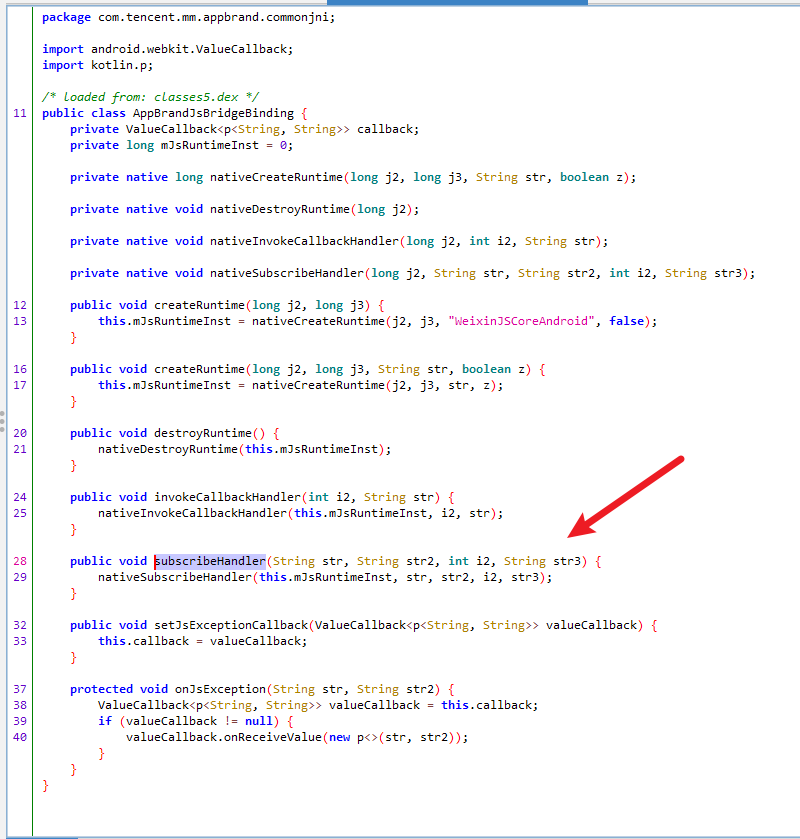 package com.tencent.mm.appbrand.commonjni;
import android.webkit.ValueCallback;
import kotlin.p;
/* loaded from: classes5.dex */
11 public class AppBrandJsBridgeBinding {
private ValueCallback<p<String, String>> callback;
private long mJsRuntimeInst = 0;
private native long nativeCreateRuntime(long j2, long j3, String str, boolean z);
private native void nativeDestroyRuntime(long j2);
private native void nativeInvokeCallbackHandler(long j2, int i2, String str);
private native void nativeSubscribeHandler(long j2, String str, String str2, int i2, String str3);
12 public void createRuntime(long j2, long j3) {
13 this.mJsRuntimeInst = nativeCreateRuntime(j2, j3, "WeixinJSCoreAndroid", false);
}
16 public void createRuntime(long j2, long j3, String str, boolean z) {
17 this.mJsRuntimeInst = nativeCreateRuntime(j2, j3, str, z);
}
20 public void destroyRuntime() {
21 nativeDestroyRuntime(this.mJsRuntimeInst);
}
24 public void invokeCallbackHandler(int i2, String str) {
25 nativeInvokeCallbackHandler(this.mJsRuntimeInst, i2, str);
}
28 public void subscribeHandler(String str, String str2, int i2, String str3) {
29 nativeSubscribeHandler(this.mJsRuntimeInst, str, str2, i2, str3);
}
32 public void setJsExceptionCallback(ValueCallback<p<String, String>> valueCallback) {
33 this.callback = valueCallback;
}
37 protected void onJsException(String str, String str2) {
38 ValueCallback<p<String, String>> valueCallback = this.callback;
39 if (valueCallback != null) {
40 valueCallback.onReceiveValue(new p<>(str, str2));
}
}
}